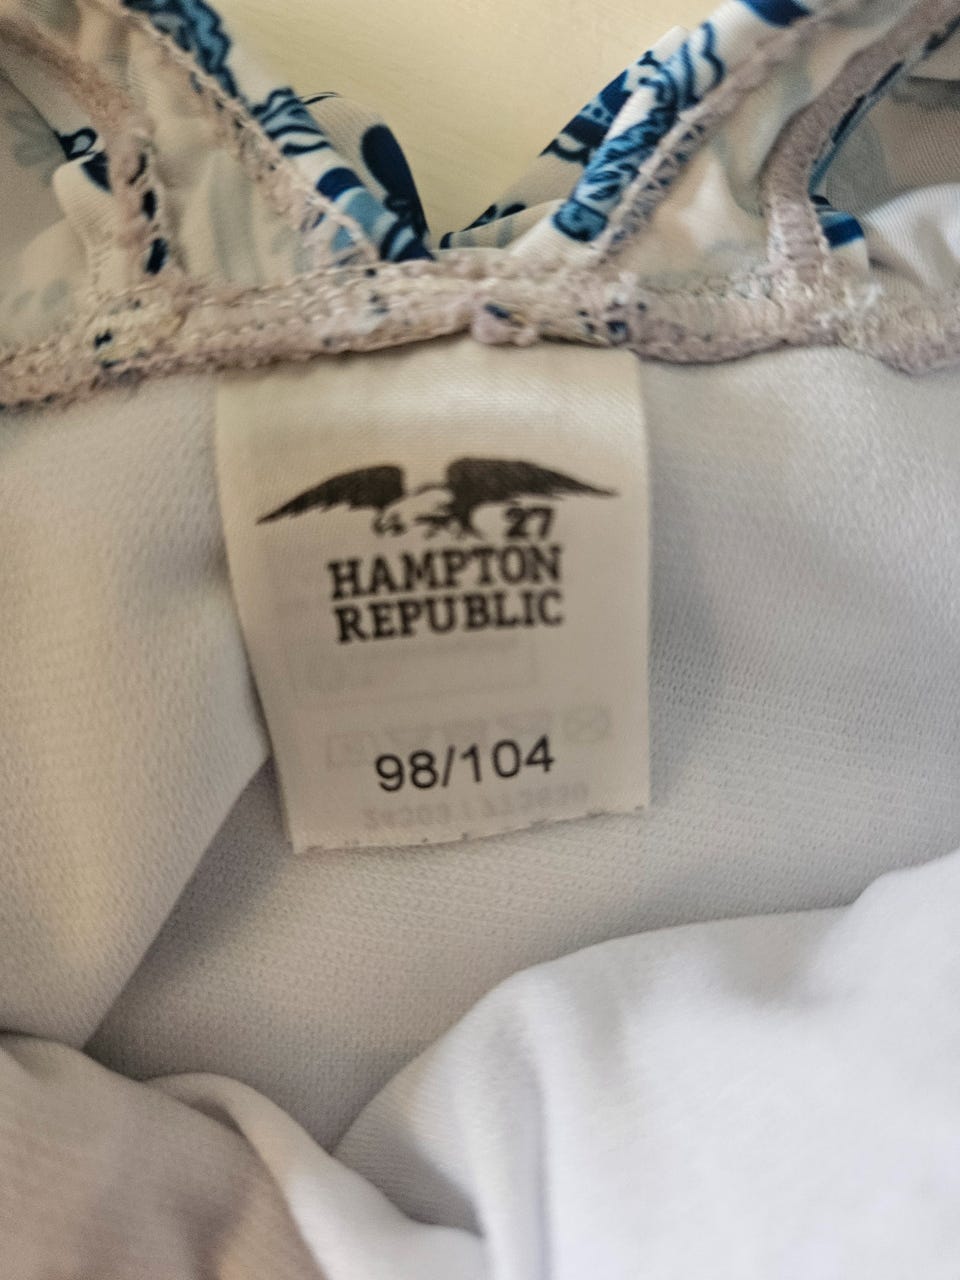 27
HAMPTON
REPUBLIC
98/104